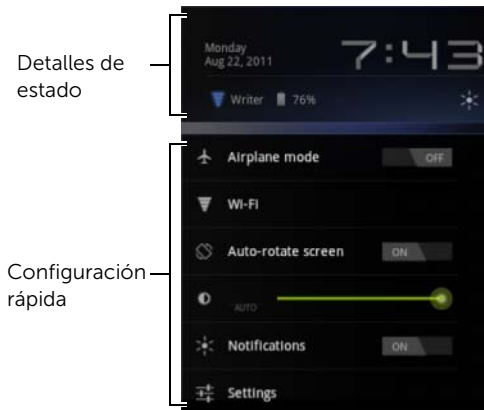 Detalles de
estado
Monday
Aug 22, 2011
7:43
Writer 76%
Configuración
rápida
Airplane mode OFF
Wi-Fi
Auto-rotate screen ON
AUTO
Notifications ON
Settings